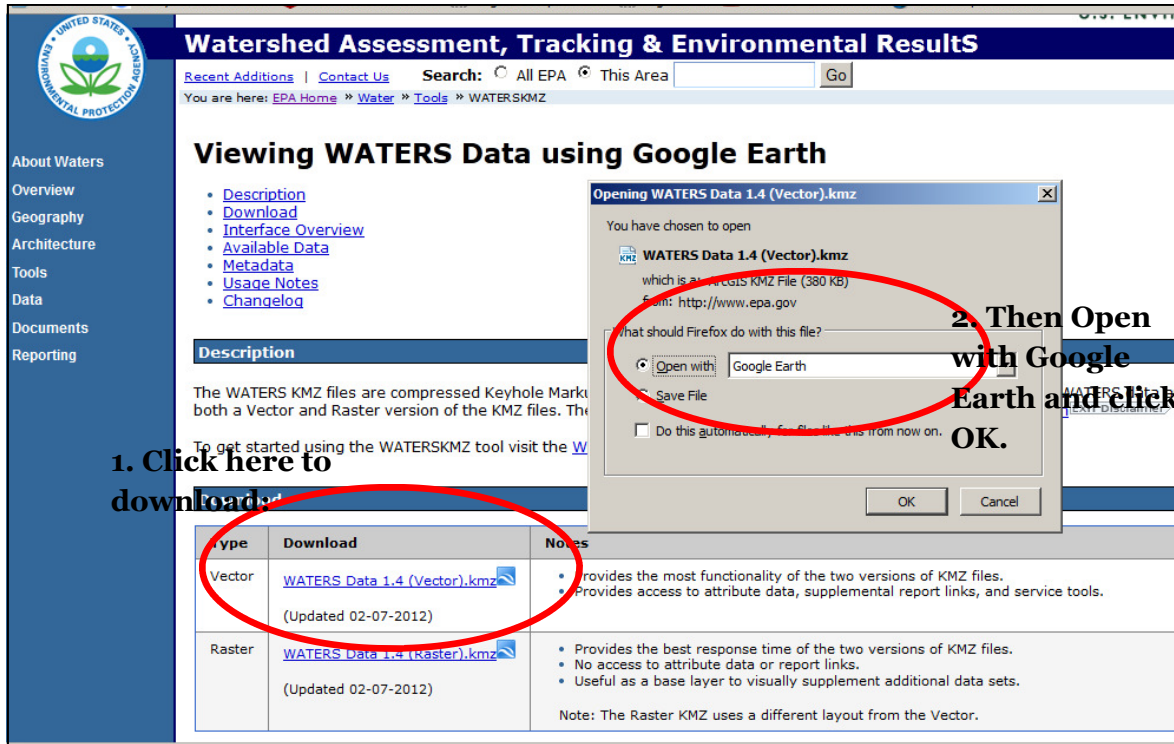 U.S. ENVI
UNITED STATES
ENVIRONMENTAL PROTECTION AGENCY
Watershed Assessment, Tracking & Environmental ResultS
Recent Additions | Contact Us Search: All EPA This Area Go
You are here: EPA Home » Water » Tools » WATERSKMZ
About Waters
Overview
Geography
Architecture
Tools
Data
Documents
Reporting
Viewing WATERS Data using Google Earth
• Description
• Download
• Interface Overview
• Available Data
• Metadata
• Usage Notes
• Changelog
Opening WATERS Data 1.4 (Vector).kmz
You have chosen to open
KMZ
WATERS Data 1.4 (Vector).kmz
which is a: ArcGIS KMZ File (380 KB)
from: http://www.epa.gov
What should Firefox do with this file?
Open with Google Earth
Save File
Do this automatically for files like this from now on.
OK Cancel
2. Then Open
with Google
Earth and click
OK.
Description
The WATERS KMZ files are compressed Keyhole Marku
WATERS data a
both a Vector and Raster version of the KMZ files. The
EXIT Disclaimer
To get started using the WATERSKMZ tool visit the W
1. Click here to
download.
Download
Type Download Notes
Vector WATERS Data 1.4 (Vector).kmz
(Updated 02-07-2012)
• Provides the most functionality of the two versions of KMZ files.
• Provides access to attribute data, supplemental report links, and service tools.
Raster WATERS Data 1.4 (Raster).kmz
(Updated 02-07-2012)
• Provides the best response time of the two versions of KMZ files.
• No access to attribute data or report links.
• Useful as a base layer to visually supplement additional data sets.
Note: The Raster KMZ uses a different layout from the Vector.